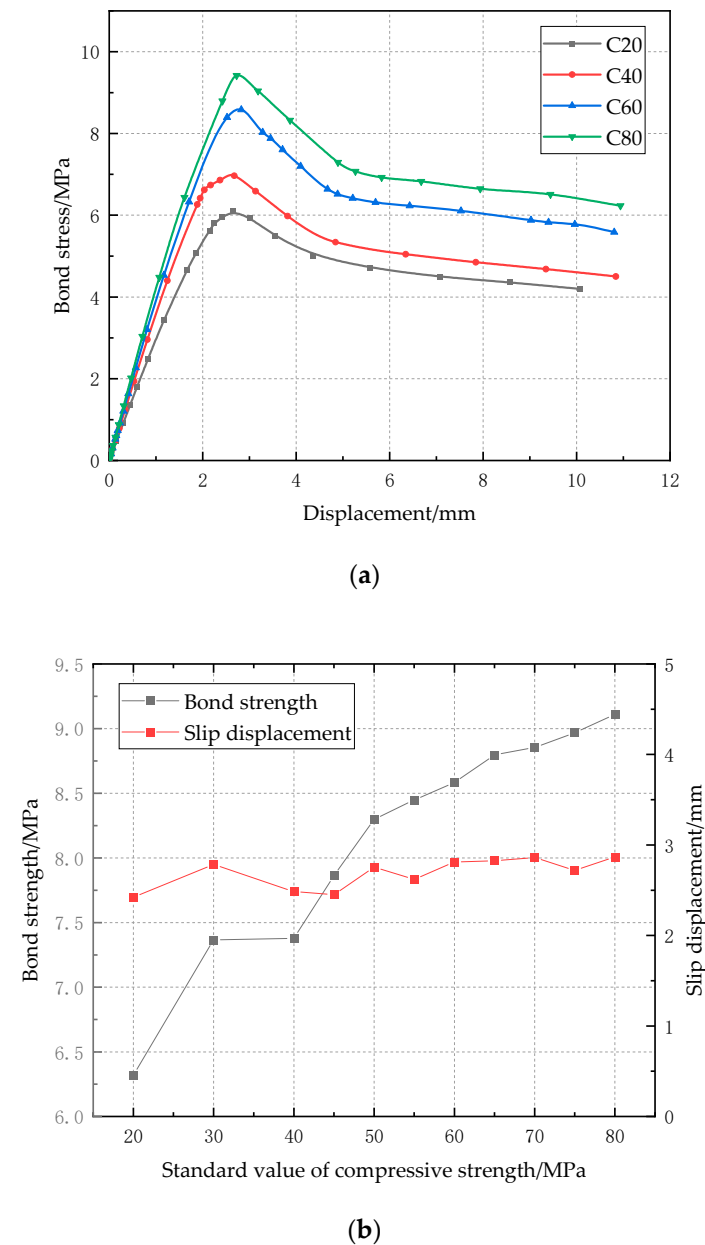 C20
C40
C60
C80
10
8
6
4
2
0
Bond stress/MPa
0 2 4 6 8 10 12
Displacement/mm
(a)
Bond strength
Slip displacement
9.5
9.0
8.5
8.0
7.5
7.0
6.5
6.0
Bond strength/MPa
5
4
3
2
1
0
Slip displacement/mm
20 30 40 50 60 70 80
Standard value of compressive strength/MPa
(b)